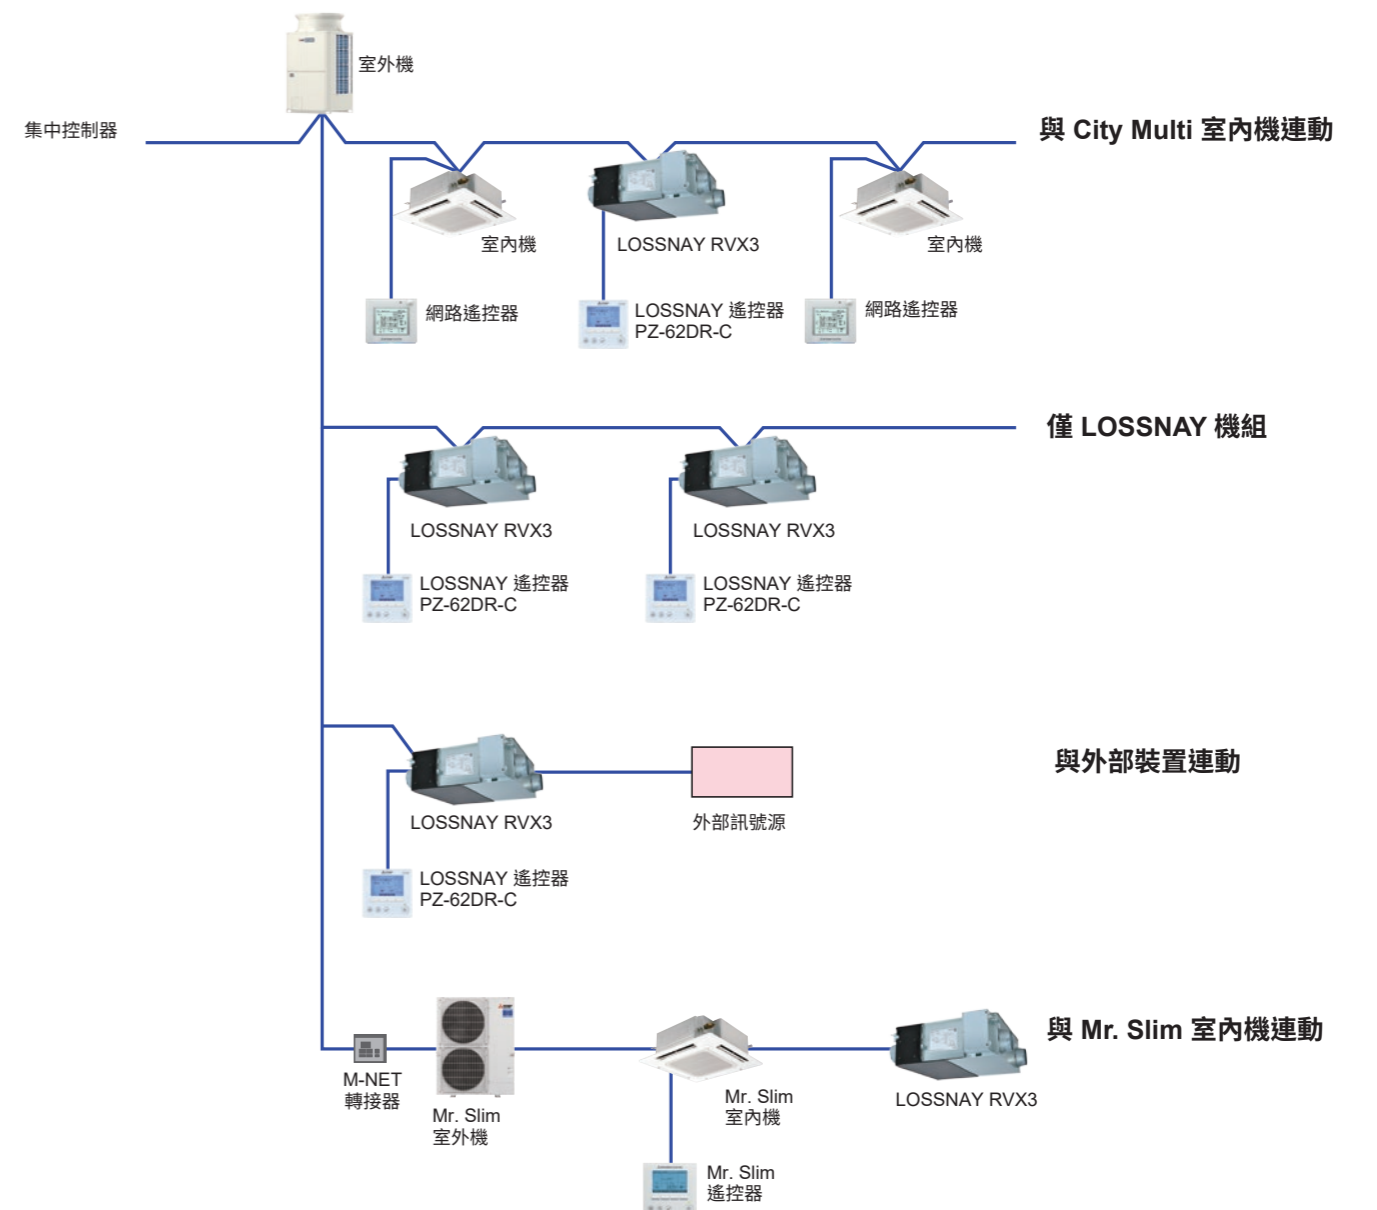 室外機
集中控制器
與 City Multi 室內機連動
室內機
LOSSNAY RVX3
室內機
網路遙控器
LOSSNAY 遙控器
PZ-62DR-C
網路遙控器
僅 LOSSNAY 機組
LOSSNAY RVX3
LOSSNAY RVX3
LOSSNAY 遙控器
PZ-62DR-C
LOSSNAY 遙控器
PZ-62DR-C
與外部裝置連動
LOSSNAY RVX3
外部訊號源
LOSSNAY 遙控器
PZ-62DR-C
與 Mr. Slim 室內機連動
M-NET
轉接器
Mr. Slim
室外機
Mr. Slim
室內機
LOSSNAY RVX3
Mr. Slim
遙控器